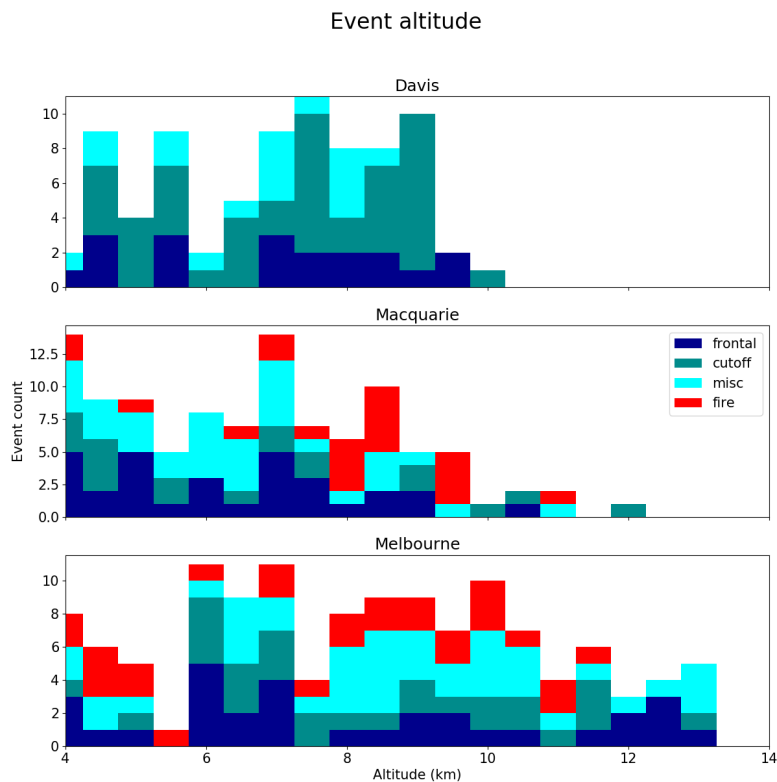 Event altitude
Davis
10
8
6
4
2
0
Macquarie
12.5
10.0
7.5
5.0
2.5
0.0
Event count
frontal
cutoff
misc
fire
Melbourne
10
8
6
4
2
0
4 6 8 10 12 14
Altitude (km)